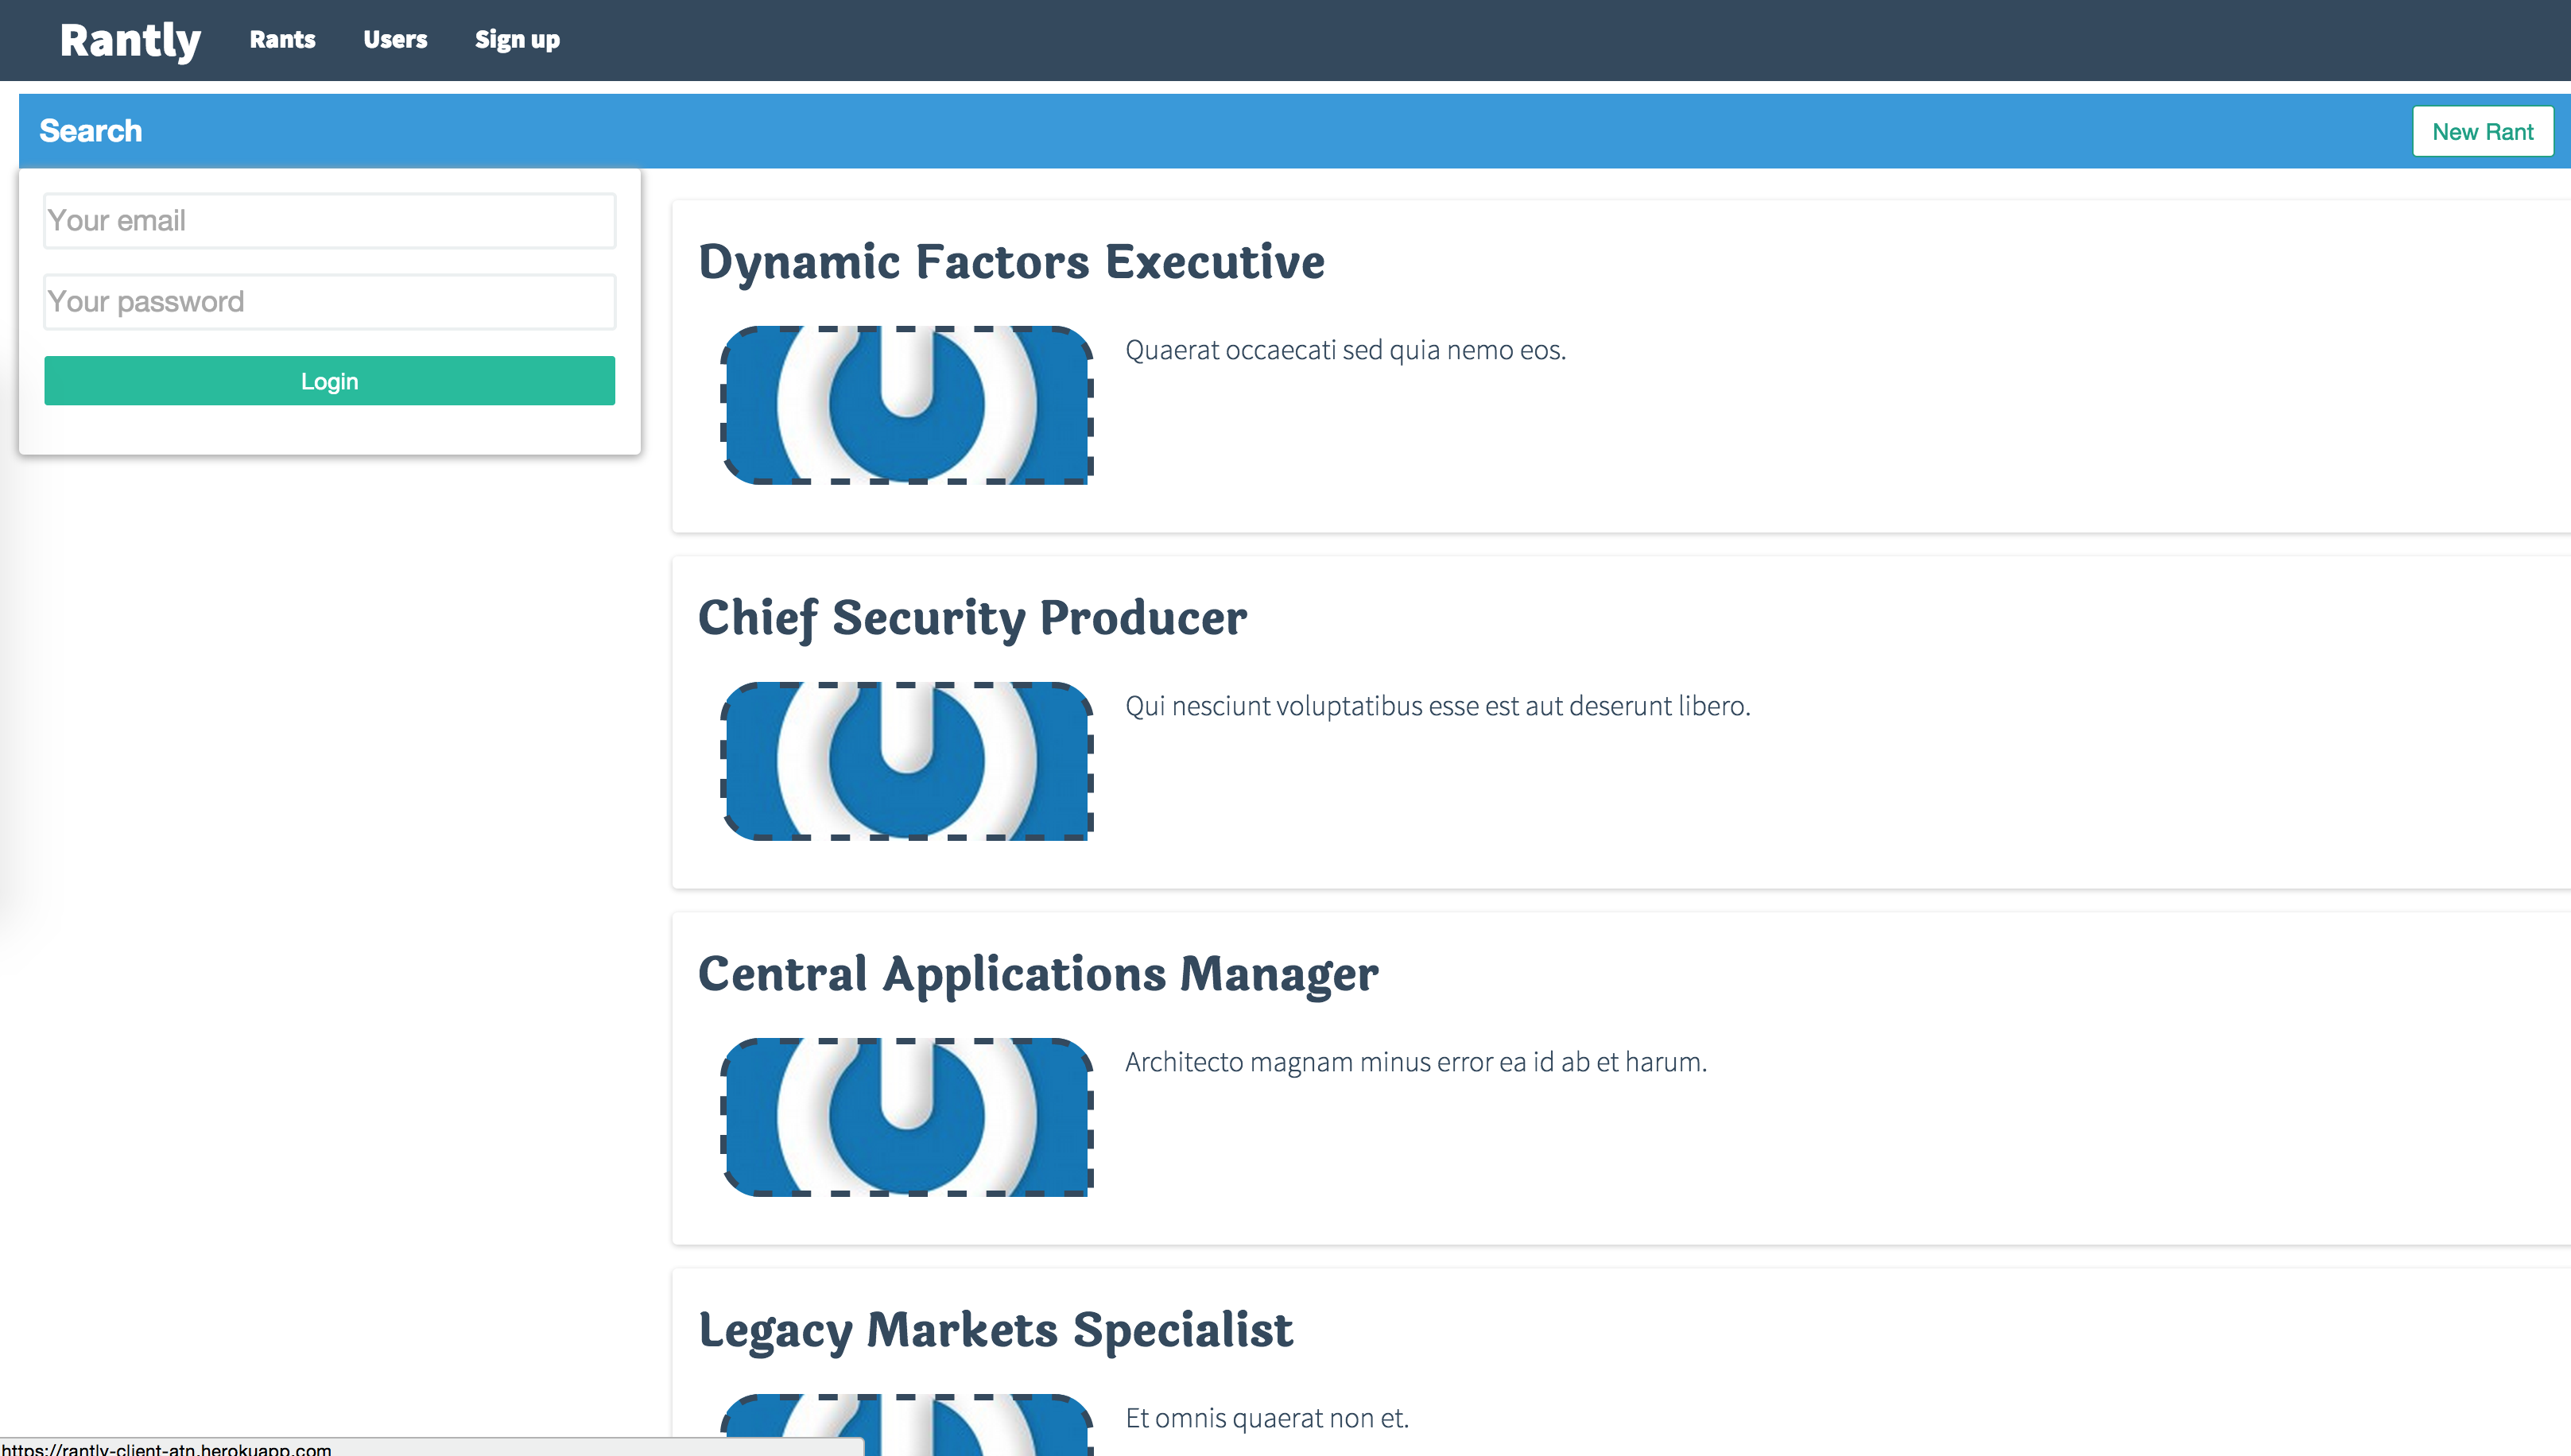 Rantly Rants Users Sign up
Search New Rant
Your email
Your password
Login
Dynamic Factors Executive
Quaerat occaecati sed quia nemo eos.
Chief Security Producer
Qui nesciunt voluptatibus esse est aut deserunt libero.
Central Applications Manager
Architecto magnam minus error ea id ab et harum.
Legacy Markets Specialist
Et omnis quaerat non et.
https://rantly-client-atn.herokuapp.com